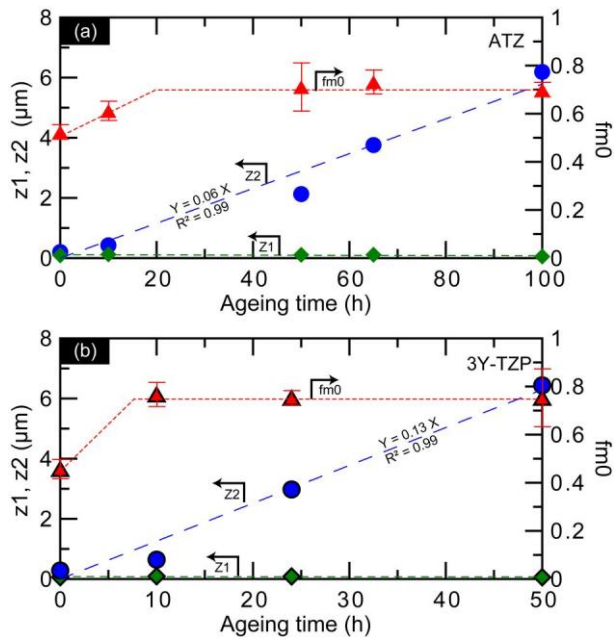 (a)
ATZ
8
6
4
2
0
z1, z2 (µm)
1
0.8
0.6
0.4
0.2
0
fm0
fm0
Z2
Y = 0.06 X
R² = 0.99
Z1
0 20 40 60 80 100
Ageing time (h)
(b)
3Y-TZP
8
6
4
2
0
z1, z2 (µm)
1
0.8
0.6
0.4
0.2
0
fm0
fm0
Y = 0.13 X
R² = 0.99
Z2
Z1
0 10 20 30 40 50
Ageing time (h)